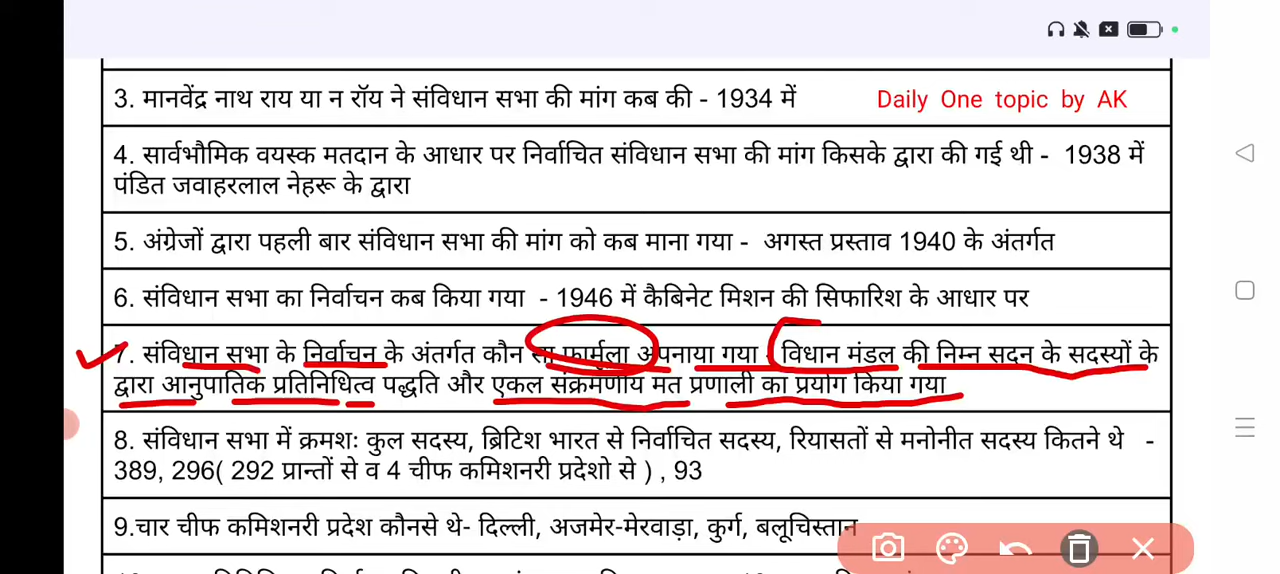 3. मानवेंद्र नाथ राय या न रॉय ने संविधान सभा की मांग कब की - 1934 में Daily One topic by AK
4. सार्वभौमिक वयस्क मतदान के आधार पर निर्वाचित संविधान सभा की मांग किसके द्वारा की गई थी - 1938 में
पंडित जवाहरलाल नेहरू के द्वारा
5. अंग्रेजों द्वारा पहली बार संविधान सभा की मांग को कब माना गया - अगस्त प्रस्ताव 1940 के अंतर्गत
6. संविधान सभा का निर्वाचन कब किया गया - 1946 में कैबिनेट मिशन की सिफारिश के आधार पर
7. संविधान सभा के निर्वाचन के अंतर्गत कौन सा फार्मूला अपनाया गया - विधान मंडल की निम्न सदन के सदस्यों के
द्वारा आनुपातिक प्रतिनिधित्व पद्धति और एकल संक्रमणीय मत प्रणाली का प्रयोग किया गया
8. संविधान सभा में क्रमशः कुल सदस्य, ब्रिटिश भारत से निर्वाचित सदस्य, रियासतों से मनोनीत सदस्य कितने थे -
389, 296( 292 प्रान्तों से व 4 चीफ कमिशनरी प्रदेशो से ) , 93
9.चार चीफ कमिशनरी प्रदेश कौनसे थे- दिल्ली, अजमेर-मेरवाड़ा, कुर्ग, बलूचिस्तान